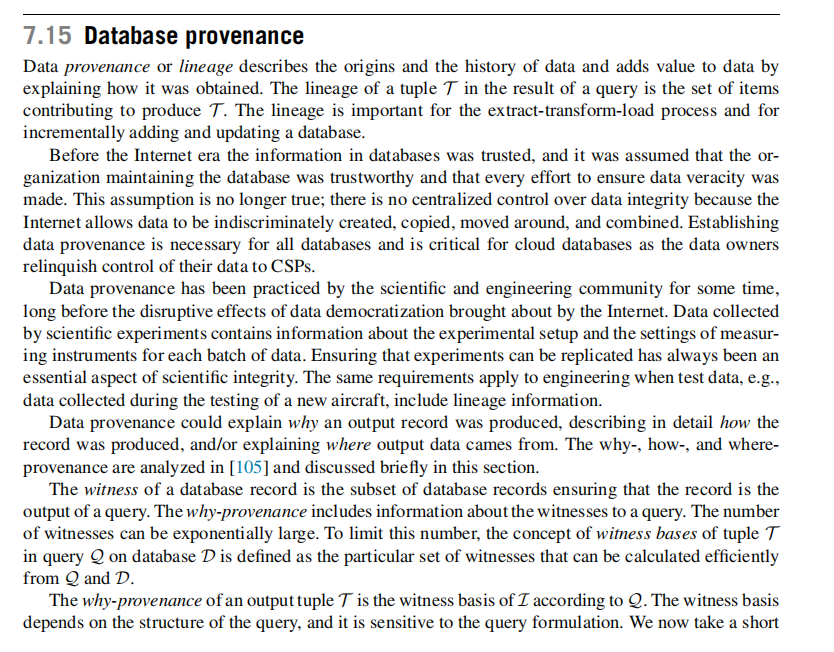 7.15 Database provenance
Data provenance or lineage describes the origins and the history of data and adds value to data by
explaining how it was obtained. The lineage of a tuple 𝒯 in the result of a query is the set of items
contributing to produce 𝒯. The lineage is important for the extract-transform-load process and for
incrementally adding and updating a database.
Before the Internet era the information in databases was trusted, and it was assumed that the or-
ganization maintaining the database was trustworthy and that every effort to ensure data veracity was
made. This assumption is no longer true; there is no centralized control over data integrity because the
Internet allows data to be indiscriminately created, copied, moved around, and combined. Establishing
data provenance is necessary for all databases and is critical for cloud databases as the data owners
relinquish control of their data to CSPs.
Data provenance has been practiced by the scientific and engineering community for some time,
long before the disruptive effects of data democratization brought about by the Internet. Data collected
by scientific experiments contains information about the experimental setup and the settings of measur-
ing instruments for each batch of data. Ensuring that experiments can be replicated has always been an
essential aspect of scientific integrity. The same requirements apply to engineering when test data, e.g.,
data collected during the testing of a new aircraft, include lineage information.
Data provenance could explain why an output record was produced, describing in detail how the
record was produced, and/or explaining where output data cames from. The why-, how-, and where-
provenance are analyzed in [105] and discussed briefly in this section.
The witness of a database record is the subset of database records ensuring that the record is the
output of a query. The why-provenance includes information about the witnesses to a query. The number
of witnesses can be exponentially large. To limit this number, the concept of witness bases of tuple 𝒯
in query 𝒬 on database 𝒟 is defined as the particular set of witnesses that can be calculated efficiently
from 𝒬 and 𝒟.
The why-provenance of an output tuple 𝒯 is the witness basis of ℐ according to 𝒬. The witness basis
depends on the structure of the query, and it is sensitive to the query formulation. We now take a short